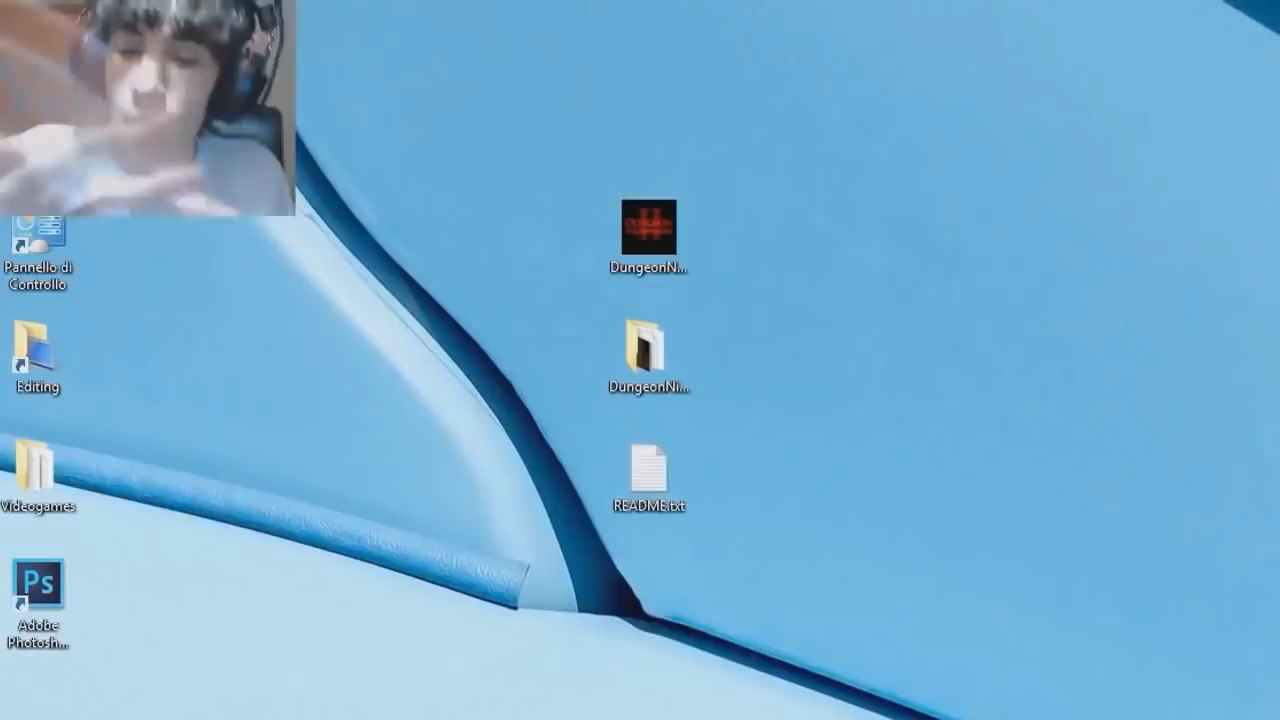 Pannello di
Controllo
Editing
Videogames
Ps
Adobe
Photosh...
DungeonN...
DungeonNi...
README.txt